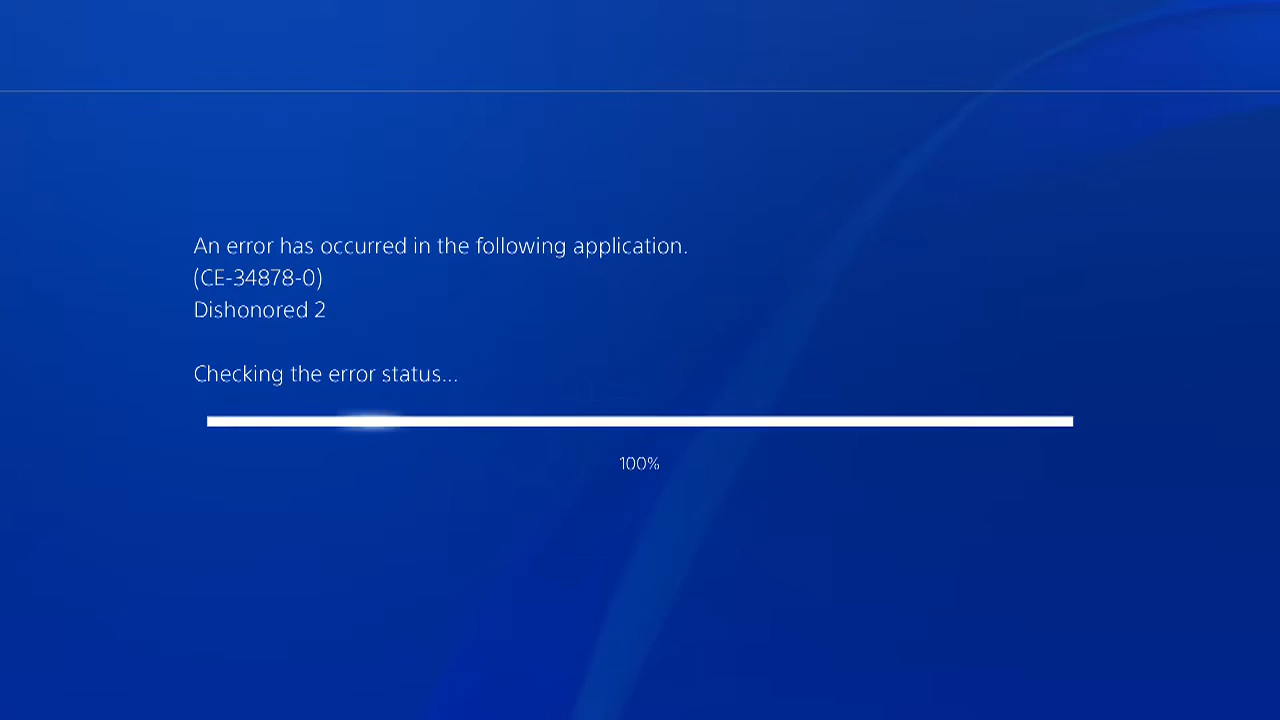 An error has occurred in the following application.
(CE-34878-0)
Dishonored 2
Checking the error status...
100%